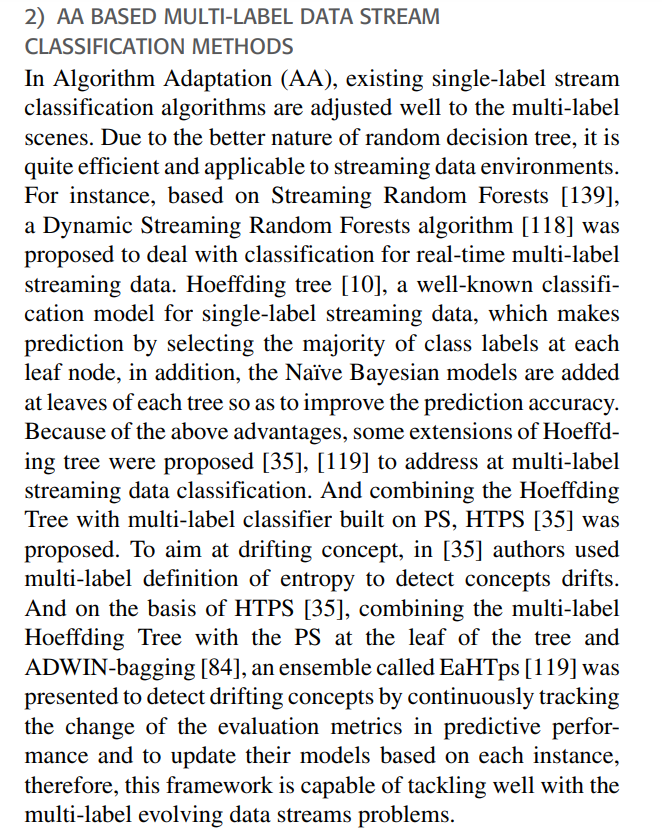 2) AA BASED MULTI-LABEL DATA STREAM
CLASSIFICATION METHODS
In Algorithm Adaptation (AA), existing single-label stream
classification algorithms are adjusted well to the multi-label
scenes. Due to the better nature of random decision tree, it is
quite efficient and applicable to streaming data environments.
For instance, based on Streaming Random Forests [139],
a Dynamic Streaming Random Forests algorithm [118] was
proposed to deal with classification for real-time multi-label
streaming data. Hoeffding tree [10], a well-known classifi-
cation model for single-label streaming data, which makes
prediction by selecting the majority of class labels at each
leaf node, in addition, the Naïve Bayesian models are added
at leaves of each tree so as to improve the prediction accuracy.
Because of the above advantages, some extensions of Hoeffd-
ing tree were proposed [35], [119] to address at multi-label
streaming data classification. And combining the Hoeffding
Tree with multi-label classifier built on PS, HTPS [35] was
proposed. To aim at drifting concept, in [35] authors used
multi-label definition of entropy to detect concepts drifts.
And on the basis of HTPS [35], combining the multi-label
Hoeffding Tree with the PS at the leaf of the tree and
ADWIN-bagging [84], an ensemble called EaHTps [119] was
presented to detect drifting concepts by continuously tracking
the change of the evaluation metrics in predictive perfor-
mance and to update their models based on each instance,
therefore, this framework is capable of tackling well with the
multi-label evolving data streams problems.